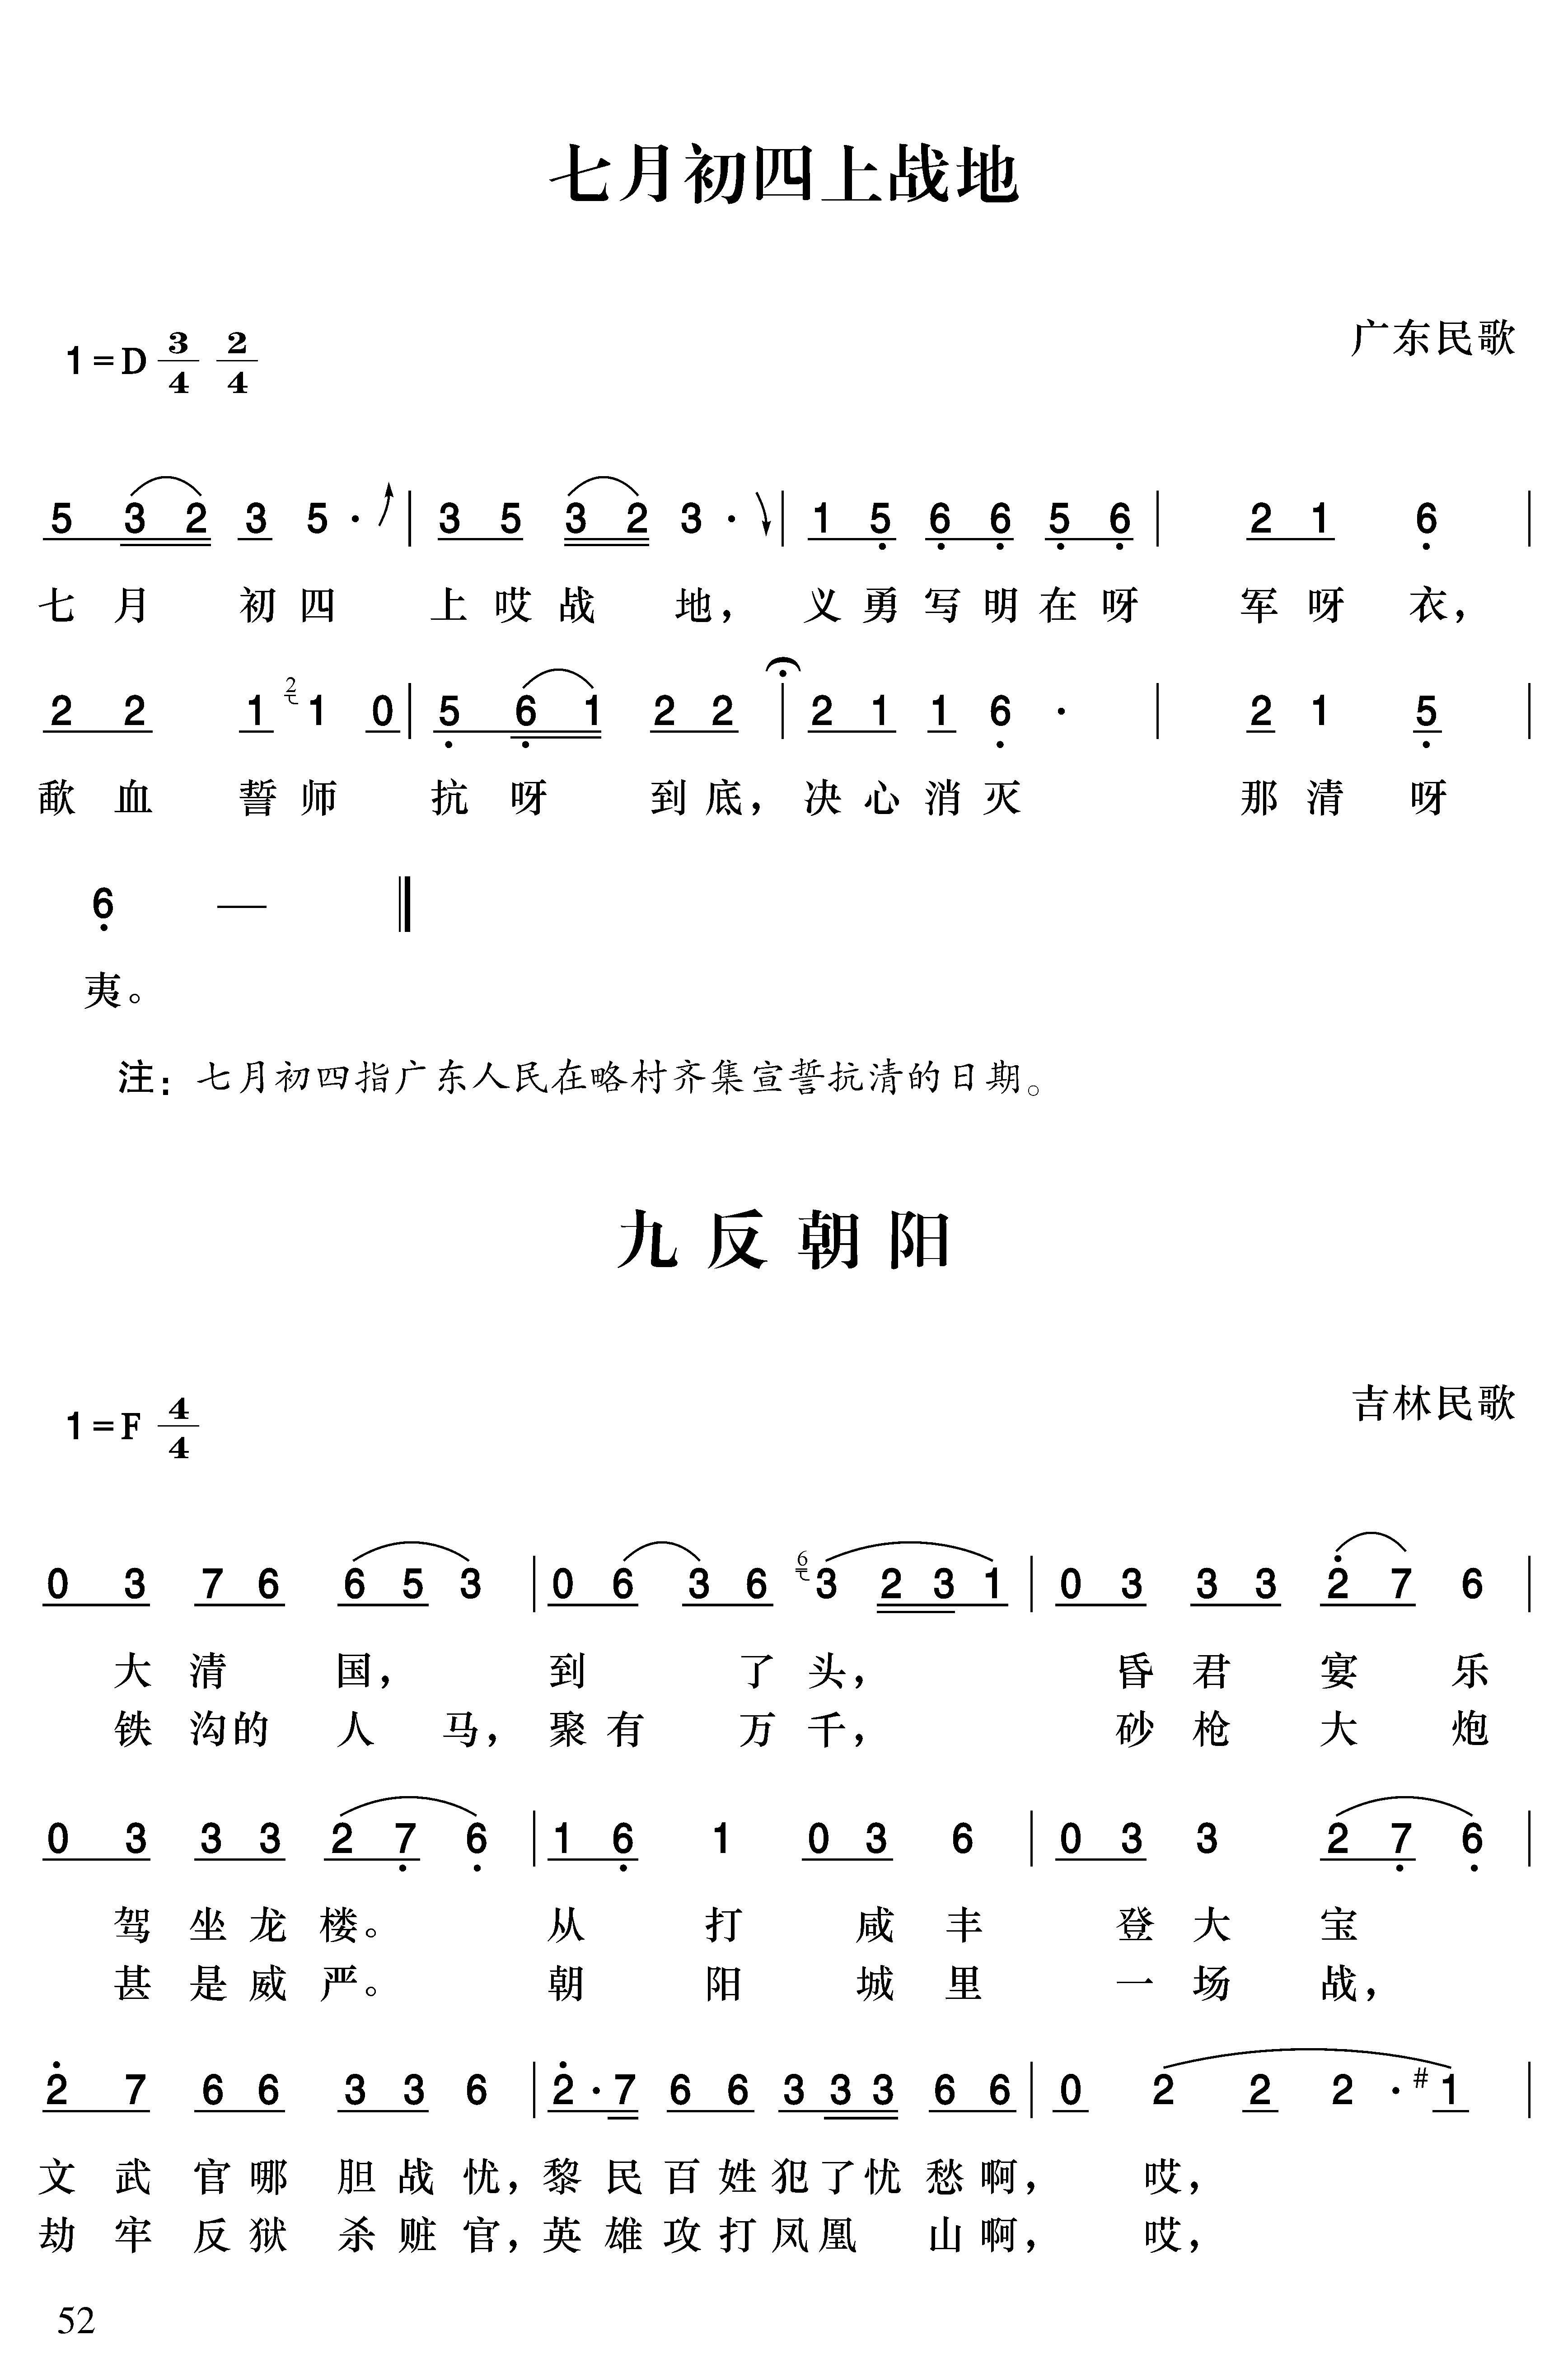 七月初四上战地
广东民歌
1=D 3/4 2/4
5 3 2 3 5 · | 3 5 3 2 3 · | 1 5 6 6 5 6 | 2 1 6 |
七 月 初 四 上 哎 战 地， 义 勇 写 明 在 呀 军 呀 衣，
2 2 1 2 1 0 | 5 6 1 2 2 | 2 1 1 6 · | 2 1 5 |
歃 血 誓 师 抗 呀 到 底， 决 心 消 灭 那 清 呀
6 — ‖
夷。
注：七月初四指广东人民在略村齐集宣誓抗清的日期。
九反朝阳
吉林民歌
1=F 4/4
0 3 7 6 6 5 3 | 0 6 3 6 6 3 2 3 1 | 0 3 3 3 2 7 6 |
大 清 国， 到 了 头， 昏 君 宴 乐
铁 沟 的 人 马， 聚 有 万 千， 砂 枪 大 炮
0 3 3 3 2 7 6 | 1 6 1 0 3 6 | 0 3 3 2 7 6 |
驾 坐 龙 楼。 从 打 咸 丰 登 大 宝
甚 是 威 严。 朝 阳 城 里 一 场 战，
2 7 6 6 3 3 6 | 2 · 7 6 6 3 3 3 6 6 | 0 2 2 2 · #1 |
文 武 官 哪 胆 战 忧， 黎 民 百 姓 犯 了 忧 愁 啊， 哎，
劫 牢 反 狱 杀 赃 官， 英 雄 攻 打 凤 凰 山 啊， 哎，
52